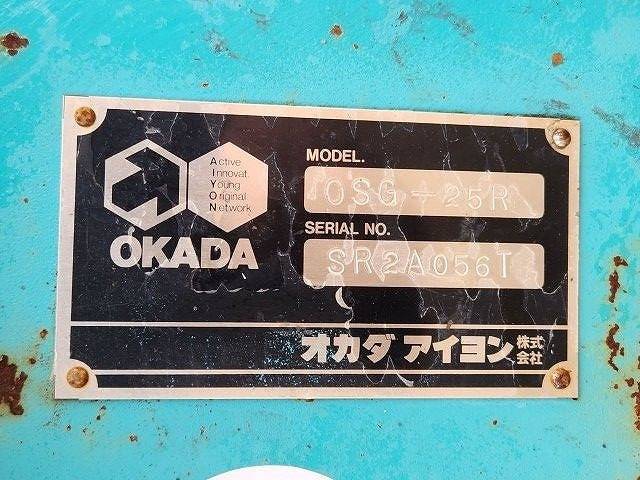 Active
Innovat.
Young
Original
Network
OKADA
MODEL.
OSG-25R
SERIAL NO.
SR2A056T
オカダ アイヨン 株式会社